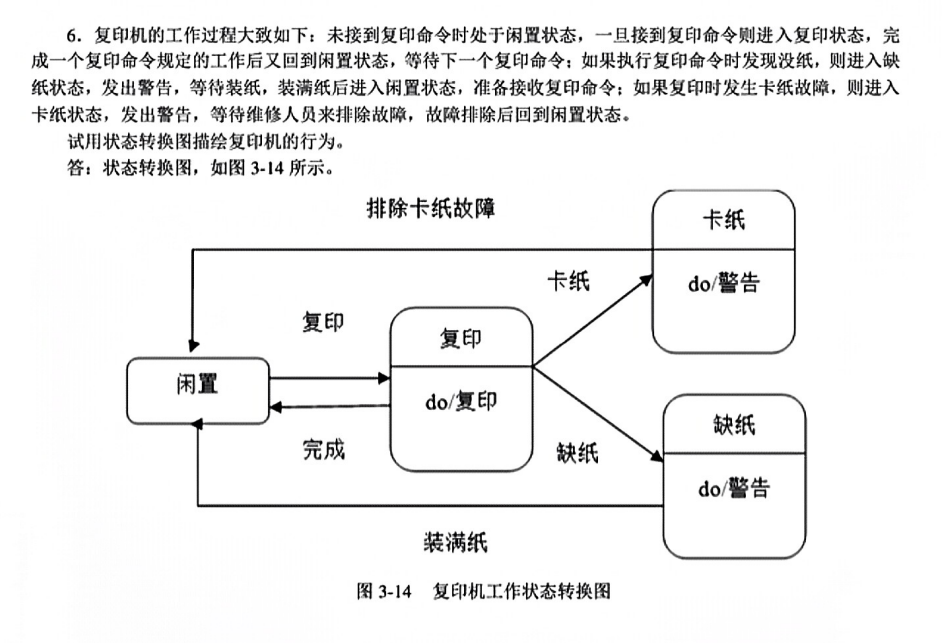 6．复印机的工作过程大致如下：未接到复印命令时处于闲置状态，一旦接到复印命令则进入复印状态，完
成一个复印命令规定的工作后又回到闲置状态，等待下一个复印命令；如果执行复印命令时发现没纸，则进入缺
纸状态，发出警告，等待装纸，装满纸后进入闲置状态，准备接收复印命令；如果复印时发生卡纸故障，则进入
卡纸状态，发出警告，等待维修人员来排除故障，故障排除后回到闲置状态。
试用状态转换图描绘复印机的行为。
答：状态转换图，如图 3-14 所示。
排除卡纸故障
卡纸
卡纸
do/警告
复印
复印
闲置
do/复印
缺纸
完成
缺纸
do/警告
装满纸
图 3-14 复印机工作状态转换图